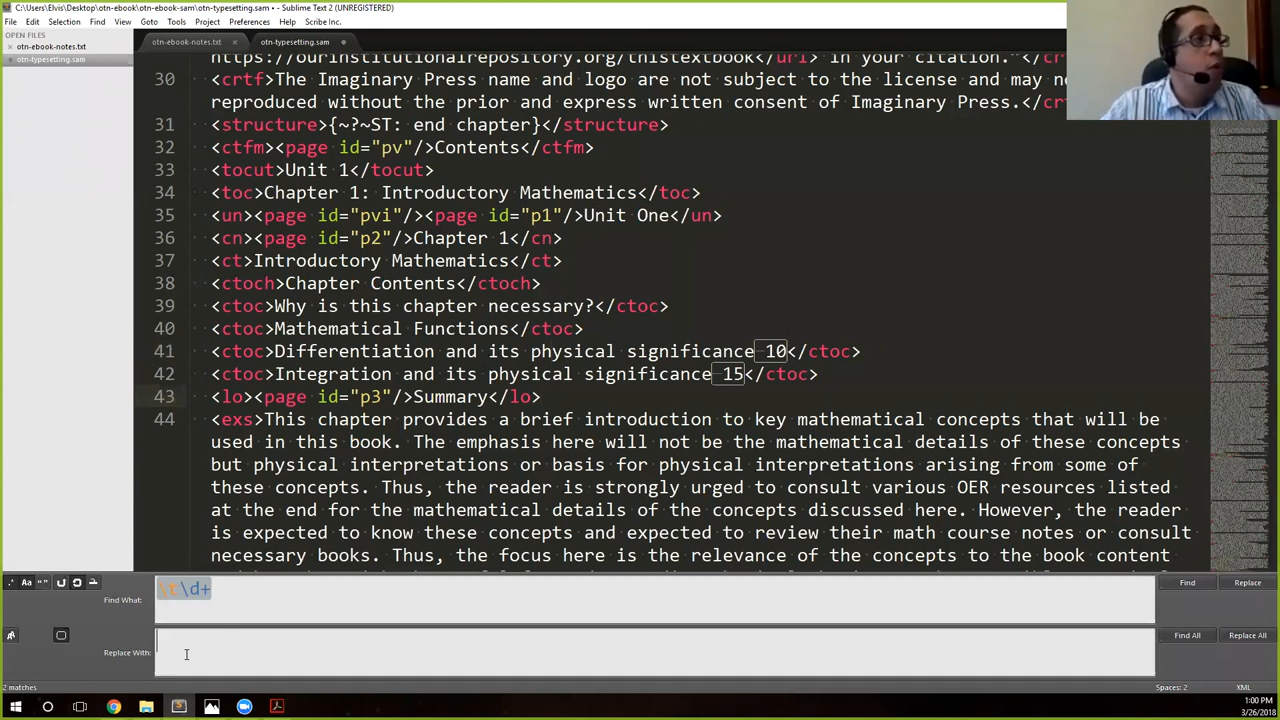 C:\Users\Elvis\Desktop\otn-ebook\otn-ebook-sam\otn-typesetting.sam • - Sublime Text 2 (UNREGISTERED)
File Edit Selection Find View Goto Tools Project Preferences Help Scribe Inc.
OPEN FILES
otn-ebook-notes.txt
otn-typesetting.sam
otn-ebook-notes.txt otn-typesetting.sam
https://ourinstitutionalrepository.org/thistextbook</url> in your citation."</cr
30 <crtf>The Imaginary Press name and logo are not subject to the license and may ne
reproduced without the prior and express written consent of Imaginary Press.</crt
31 <structure>{~?~ST: end chapter}</structure>
32 <ctfm><page id="pv"/>Contents</ctfm>
33 <tocut>Unit 1</tocut>
34 <toc>Chapter 1: Introductory Mathematics</toc>
35 <un><page id="pvi"/><page id="p1"/>Unit One</un>
36 <cn><page id="p2"/>Chapter 1</cn>
37 <ct>Introductory Mathematics</ct>
38 <ctoch>Chapter Contents</ctoch>
39 <ctoc>Why is this chapter necessary?</ctoc>
40 <ctoc>Mathematical Functions</ctoc>
41 <ctoc>Differentiation and its physical significance 10</ctoc>
42 <ctoc>Integration and its physical significance 15</ctoc>
43 <lo><page id="p3"/>Summary</lo>
44 <exs>This chapter provides a brief introduction to key mathematical concepts that will be
used in this book. The emphasis here will not be the mathematical details of these concepts
but physical interpretations or basis for physical interpretations arising from some of
these concepts. Thus, the reader is strongly urged to consult various OER resources listed
at the end for the mathematical details of the concepts discussed here. However, the reader
is expected to know these concepts and expected to review their math course notes or consult
necessary books. Thus, the focus here is the relevance of the concepts to the book content
Find What: \t\d+ Find Replace
Replace With: Find All Replace All
2 matches Spaces: 2 XML
1:00 PM
3/26/2018